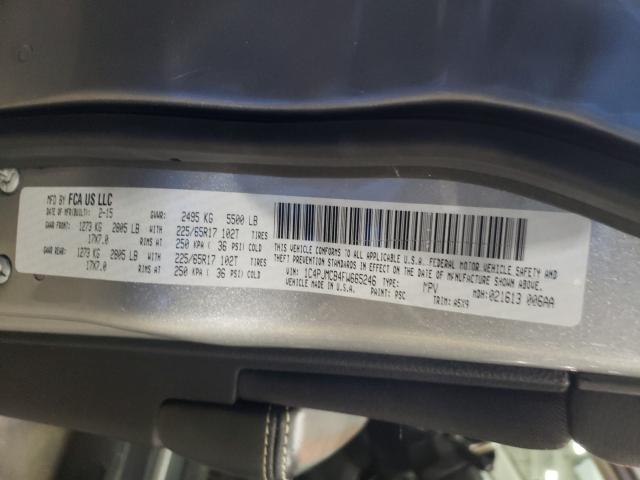 MFD BY FCA US LLC
DATE OF MFR(BUILT): 2-15 GVWR: 2495 KG 5500 LB
GAWR FRONT: 1273 KG 2805 LB WITH 225/65R17 102T TIRES
17X7.0 RIMS AT 250 KPA ( 36 PSI) COLD
GAWR REAR: 1273 KG 2805 LB WITH 225/65R17 102T TIRES
17X7.0 RIMS AT 250 KPA ( 36 PSI) COLD
THIS VEHICLE CONFORMS TO ALL APPLICABLE U.S.A. FEDERAL MOTOR VEHICLE SAFETY AND
THEFT PREVENTION STANDARDS IN EFFECT ON THE DATE OF MANUFACTURE SHOWN ABOVE.
VIN: 1C4PJMCB4FW665246 TYPE: MPV MDH: 021613 006AA
VEHICLE MADE IN U.S.A. PAINT: PSC TRIM: A5X9